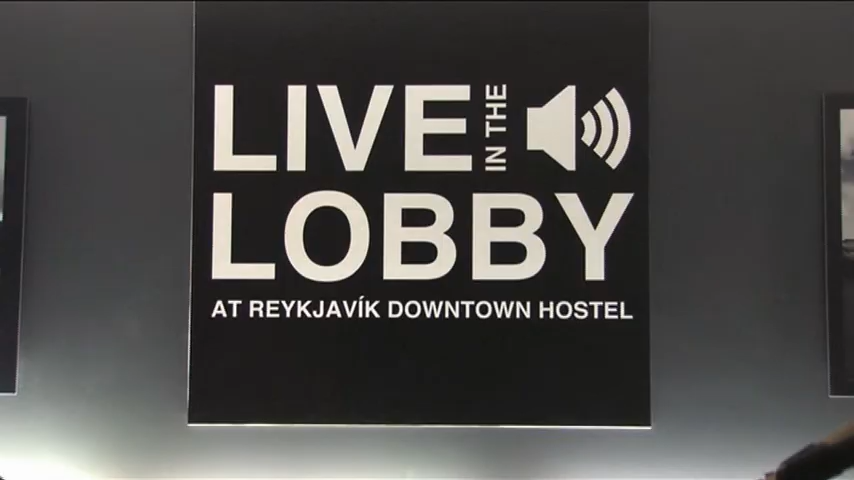 LIVE IN THE
LOBBY
AT REYKJAVÍK DOWNTOWN HOSTEL